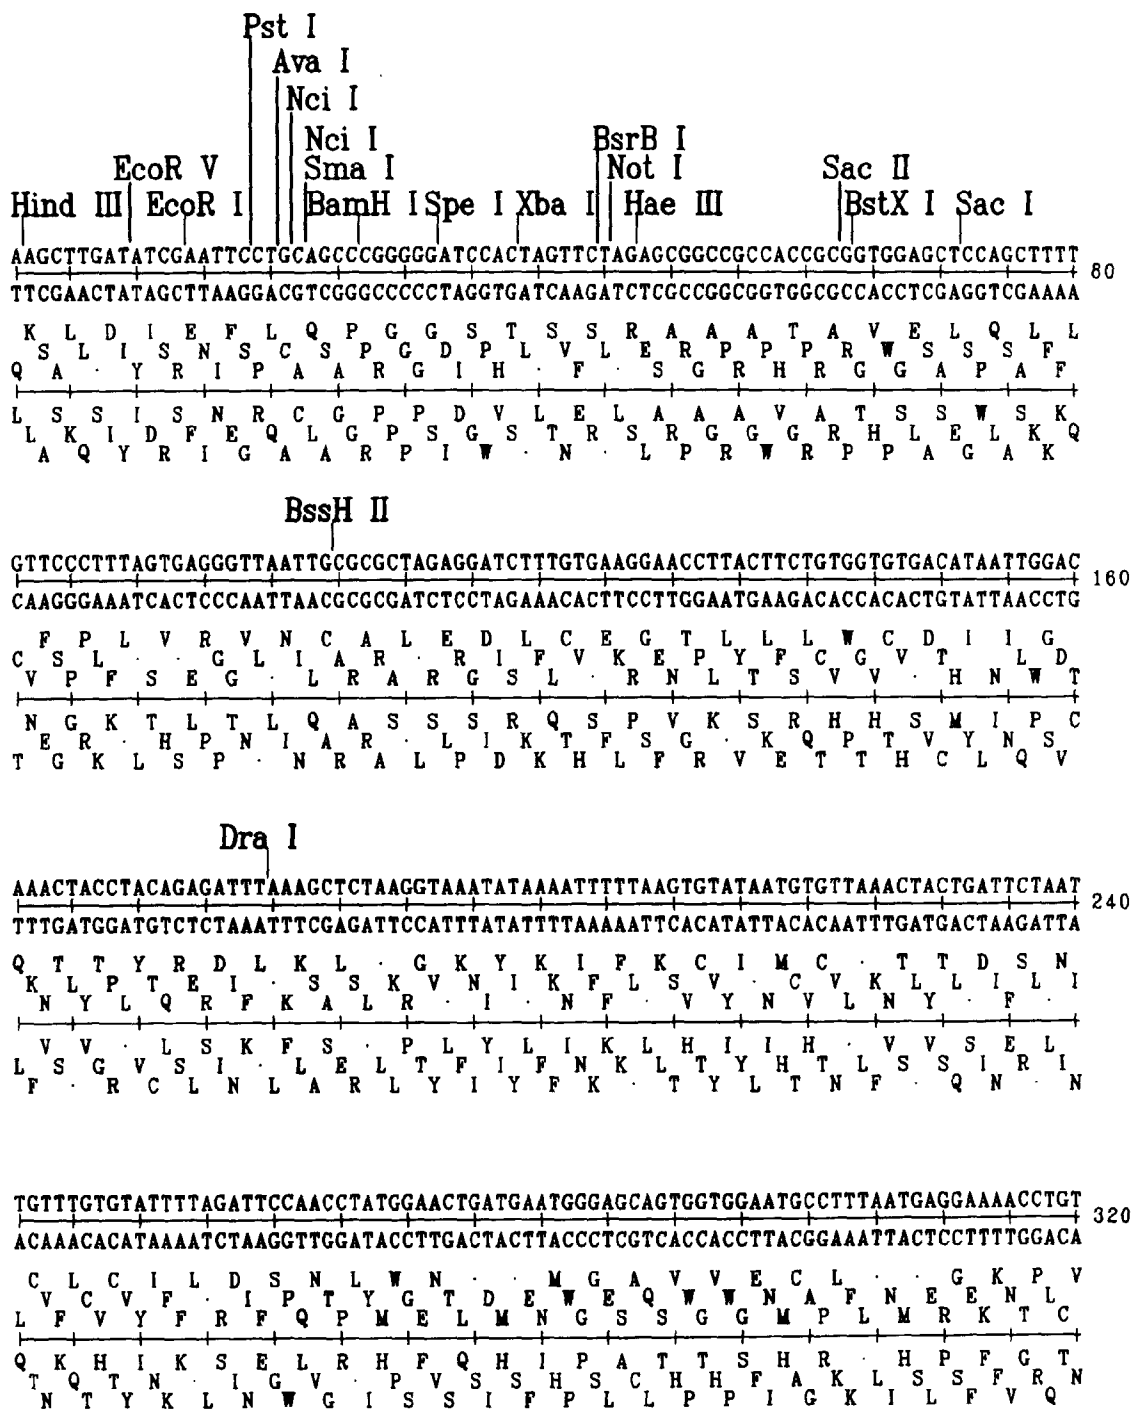 Pst I
Ava I
Nci I
Nci I BsrB I
EcoR V Sma I Not I Sac II
Hind III EcoR I BamH I Spe I Xba I Hae III BstX I Sac I
AAGCTTGATATCGAATTCCTGCAGCCCGGGGGATCCACTAGTTCTAGAGCGGCCGCCACCGCGGTGGAGCTCCAGCTTTT 80
TTCGAACTATAGCTTAAGGACGTCGGGCCCCCTAGGTGATCAAGATCTCGCCGGCGGTGGCGCCACCTCGAGGTCGAAAA
K L D I E F L Q P G G S T S S R A A A T A V E L Q L L
S L I S N S C S P G D P L V L E R P P P R W S S S F
Q A · Y R I P A A R G I H · F · S G R H R G G A P A F
L S S I S N R C G P P D V L E L A A A V A T S S W S K
L K I D F E Q L G P S G S T R S R G G G R H L E L K Q
A Q Y R I G A A R P I W · N · L P R W R P P A G A K
BssH II
GTTCCCTTTAGTGAGGGTTAATTGCGCGCTAGAGGATCTTTGTGAAGGAACCTTACTTCTGTGGTGTGACATAATTGGAC 160
CAAGGGAAATCACTCCCAATTAACGCGCGATCTCCTAGAAACACTTCCTTGGAATGAAGACACCACACTGTATTAACCTG
F P L V R V N C A L E D L C E G T L L L W C D I I G
C S L · · G L I A R · R I F V K E P Y F C G V T · L D
V P F S E G · L R A R G S L · R N L T S V V · H N W T
N G K T L T L Q A S S S R Q S P V K S R H H S M I P C
E R · H P N I A R · L I K T F S G · K Q P T V Y N S
T G K L S P · N R A L P D K H L F R V E T T H C L Q V
Dra I
AAACTACCTACAGAGATTTAAAGCTCTAAGGTAAATATAAAATTTTTAAGTGTATAATGTGTTAAACTACTGATTCTAAT 240
TTTGATGGATGTCTCTAAATTTCGAGATTCCATTTATATTTTAAAAATTCACATATTACACAATTTGATGACTAAGATTA
Q T T Y R D L K L · G K Y K I F K C I M C · T T D S N
K L P T E I · S S K V N I K F L S V · C V K L L I L I
N Y L Q R F K A L R · I · N F · V Y N V L N Y · F ·
V V · L S K F S · P L Y L I K L H I I H · V V S E L
L S G V S I · L E L T F I F N K L T Y H T L S S I R I
F · R C L N L A R L Y I Y F K · T Y L T N F · Q N · N
TGTTTGTGTATTTTAGATTCCAACCTATGGAACTGATGAATGGGAGCAGTGGTGGAATGCCTTTAATGAGGAAAACCTGT 320
ACAAACACATAAAATCTAAGGTTGGATACCTTGACTACTTACCCTCGTCACCACCTTACGGAAATTACTCCTTTTGGACA
C L C I L D S N L W N · · M G A V V E C L · · G K P V
V C V F · I P T Y G T D E W E Q W W N A F N E E N L
L F V Y F R F Q P M E L M N G S S G G M P L M R K T C
Q K H I K S E L R H F Q H I P A T T S H R · H P F G T
T Q T N · I G V · P V S S H S C H H F A K L S S F R N
N T Y K L N W G I S S I F P L L P P I G K I L F V Q